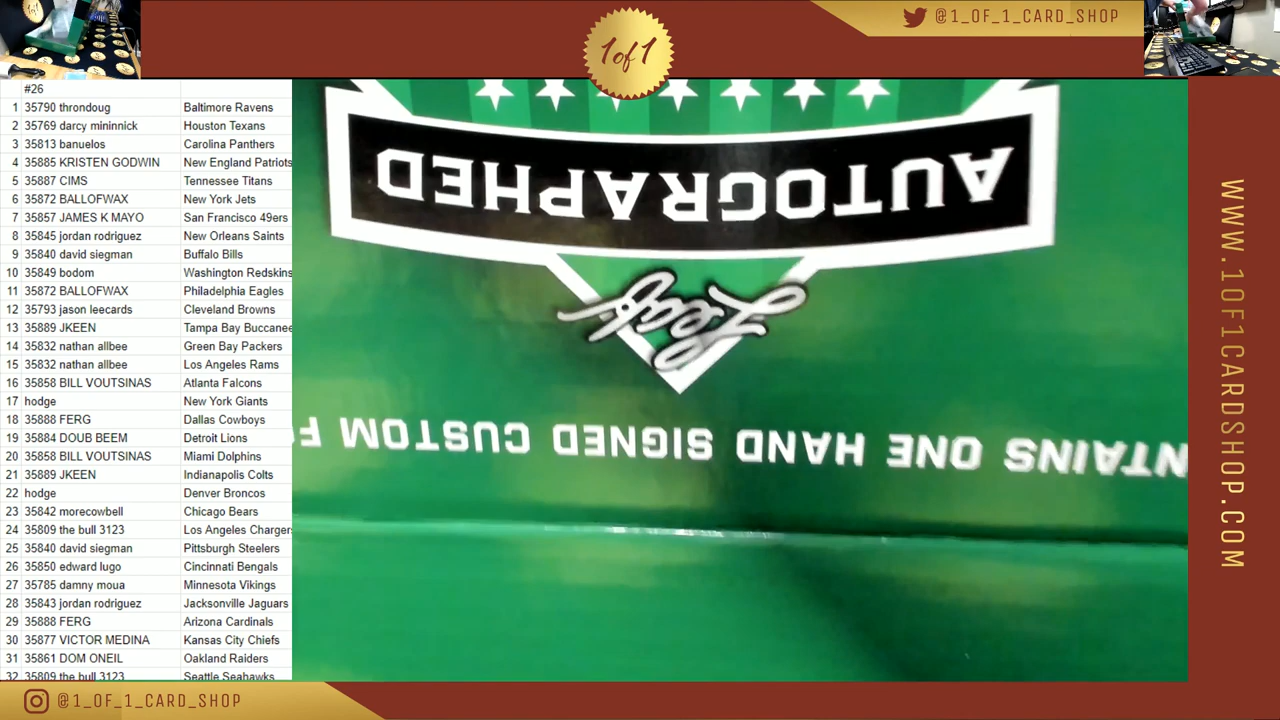 1of1
@1_OF_1_CARD_SHOP
#26
1 35790 throndoug Baltimore Ravens
2 35769 darcy mininnick Houston Texans
3 35813 banuelos Carolina Panthers
4 35885 KRISTEN GODWIN New England Patriots
5 35887 CIMS Tennessee Titans
6 35872 BALLOFWAX New York Jets
7 35857 JAMES K MAYO San Francisco 49ers
8 35845 jordan rodriguez New Orleans Saints
9 35840 david siegman Buffalo Bills
10 35849 bodom Washington Redskins
11 35872 BALLOFWAX Philadelphia Eagles
12 35793 jason leecards Cleveland Browns
13 35889 JKEEN Tampa Bay Buccanee
14 35832 nathan allbee Green Bay Packers
15 35832 nathan allbee Los Angeles Rams
16 35858 BILL VOUTSINAS Atlanta Falcons
17 hodge New York Giants
18 35888 FERG Dallas Cowboys
19 35884 DOUB BEEM Detroit Lions
20 35858 BILL VOUTSINAS Miami Dolphins
21 35889 JKEEN Indianapolis Colts
22 hodge Denver Broncos
23 35842 morecowbell Chicago Bears
24 35809 the bull 3123 Los Angeles Chargers
25 35840 david siegman Pittsburgh Steelers
26 35850 edward lugo Cincinnati Bengals
27 35785 damny moua Minnesota Vikings
28 35843 jordan rodriguez Jacksonville Jaguars
29 35888 FERG Arizona Cardinals
30 35877 VICTOR MEDINA Kansas City Chiefs
31 35861 DOM ONEIL Oakland Raiders
32 35809 the bull 3123 Seattle Seahawks
NTAINS ONE HAND SIGNED CUSTOM F
Leaf
AUTOGRAPHED
WWW.1OF1CARDSHOP.COM
@1_OF_1_CARD_SHOP